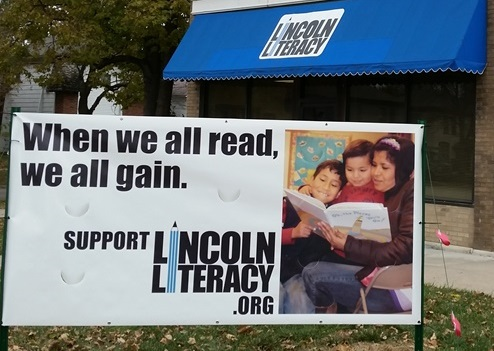 LINCOLN
LITERACY
When we all read,
we all gain.
SUPPORT LINCOLN
LITERACY
.ORG